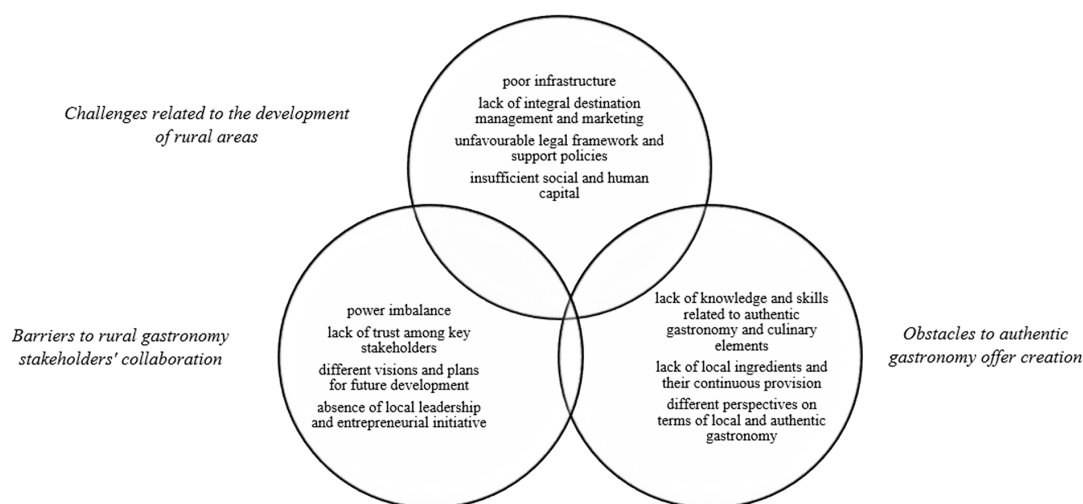 Challenges related to the development
of rural areas
poor infrastructure
lack of integral destination
management and marketing
unfavourable legal framework and
support policies
insufficient social and human
capital
Barriers to rural gastronomy
stakeholders' collaboration
power imbalance
lack of trust among key
stakeholders
different visions and plans
for future development
absence of local leadership
and entrepreneurial initiative
lack of knowledge and skills
related to authentic
gastronomy and culinary
elements
lack of local ingredients and
their continuous provision
different perspectives on
terms of local and authentic
gastronomy
Obstacles to authentic
gastronomy offer creation